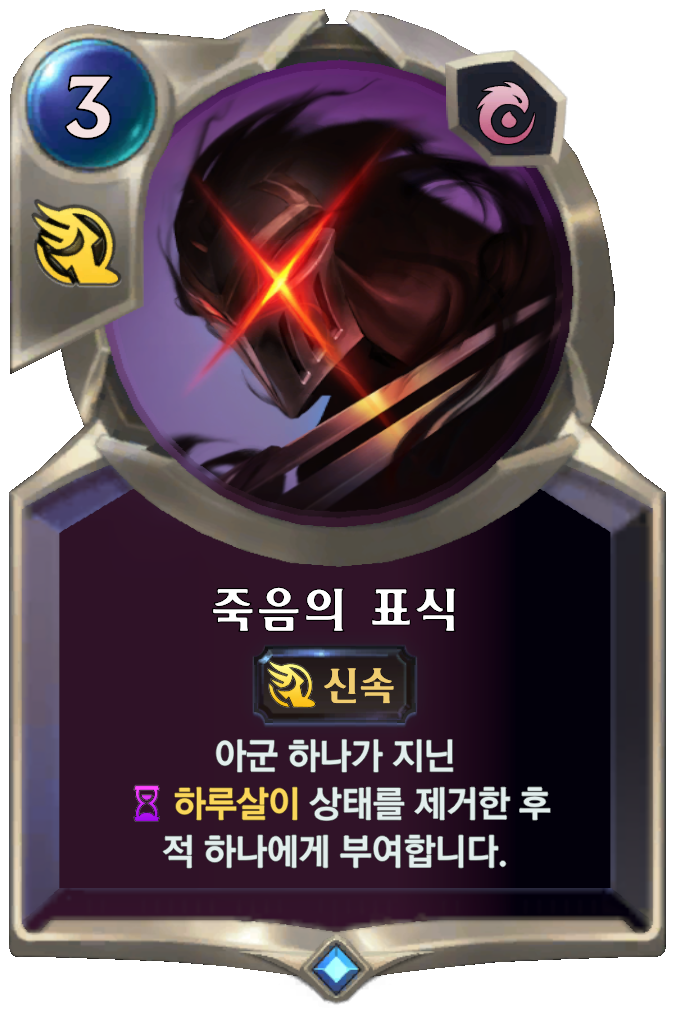 3
죽음의 표식
신속
아군 하나가 지닌
하루살이 상태를 제거한 후
적 하나에게 부여합니다.